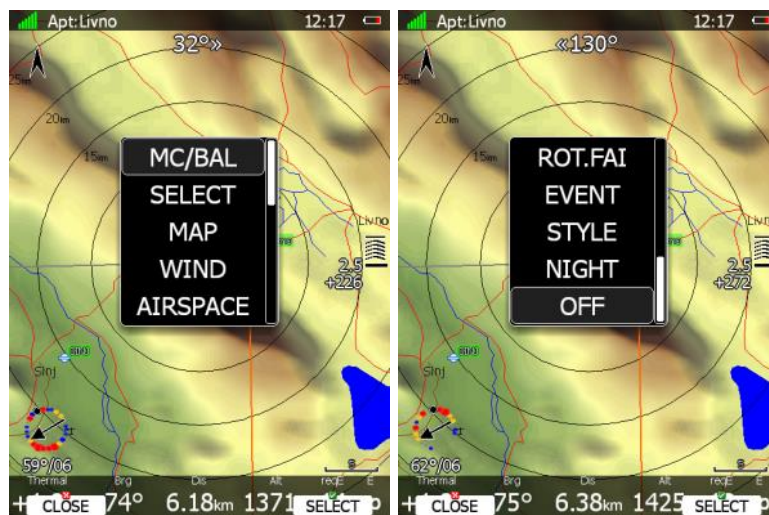 Apt:Livno 12:17
32°»
25km
20km
15km
MC/BAL
SELECT
MAP
WIND
AIRSPACE
Livno
2.5
+226
Sinj
59°/06
Thermal Brg Dis Alt reqE E
CLOSE 74° 6.18km 1371 SELECT
Apt:Livno 12:17
«130°
20km
15km
ROT.FAI
EVENT
STYLE
NIGHT
OFF
Livno
2.5
+272
Sinj
62°/06
Thermal Brg Dis Alt reqE E
CLOSE 75° 6.38km 1425 SELECT